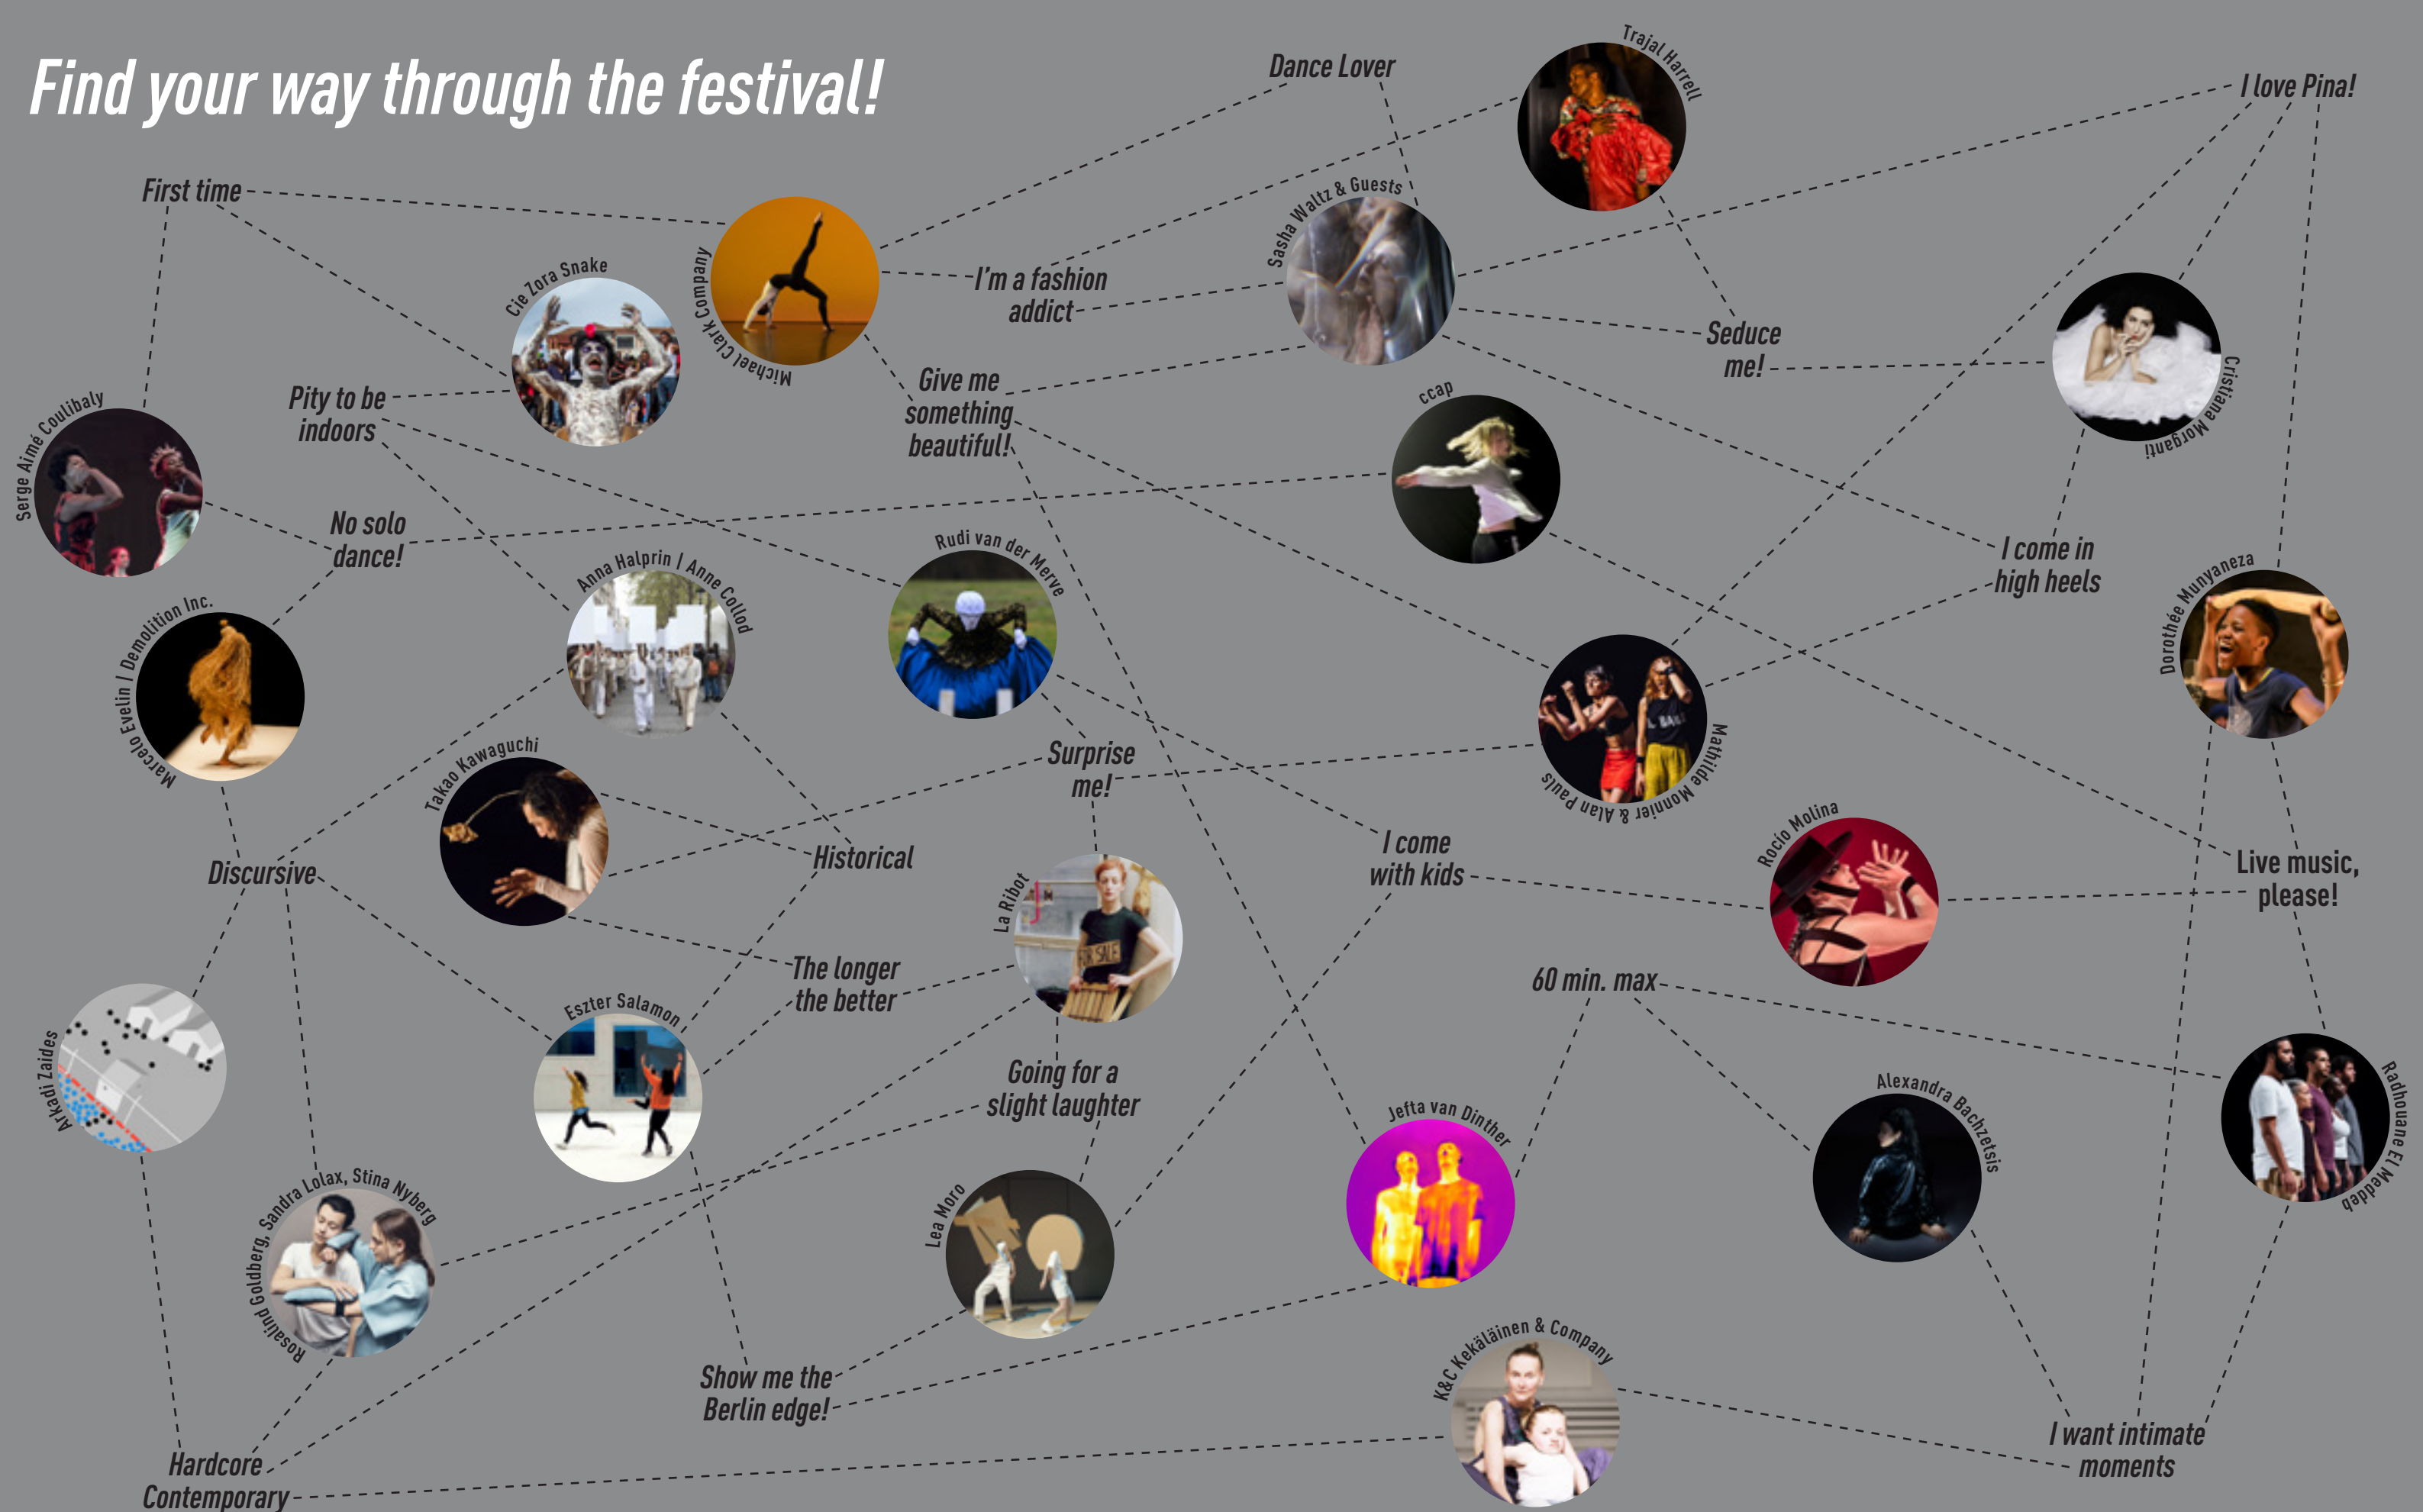 Find your way through the festival!
Dance Lover
Trajal Harrell
I love Pina!
First time
Sasha Waltz & Guests
Cie Zora Snake
Michael Clark Company
I'm a fashion
addict
Seduce
me!
Cristiana Morganti
Pity to be
indoors
Give me
something
beautiful!
ccap
Serge Aimé Coulibaly
No solo
dance!
Anna Halprin / Anne Collod
Rudi van der Merve
I come in
high heels
Dorothée Munyaneza
Marcelo Evelin / Demolition Inc.
Takao Kawaguchi
Surprise
me!
Mathilde Monnier & Alan Pauls
Rocío Molina
Discursive
Historical
La Ribot
FOR SALE
I come
with kids
Live music,
please!
The longer
the better
60 min. max
Eszter Salamon
Arkadi Zaides
Going for a
slight laughter
Jefta van Dinther
Alexandra Bachzetsis
Radhouane El Meddeb
Rosalind Goldberg, Sandra Lolax, Stina Nyberg
Lea Moro
Show me the
Berlin edge!
K&C Kekäläinen & Company
I want intimate
moments
Hardcore
Contemporary